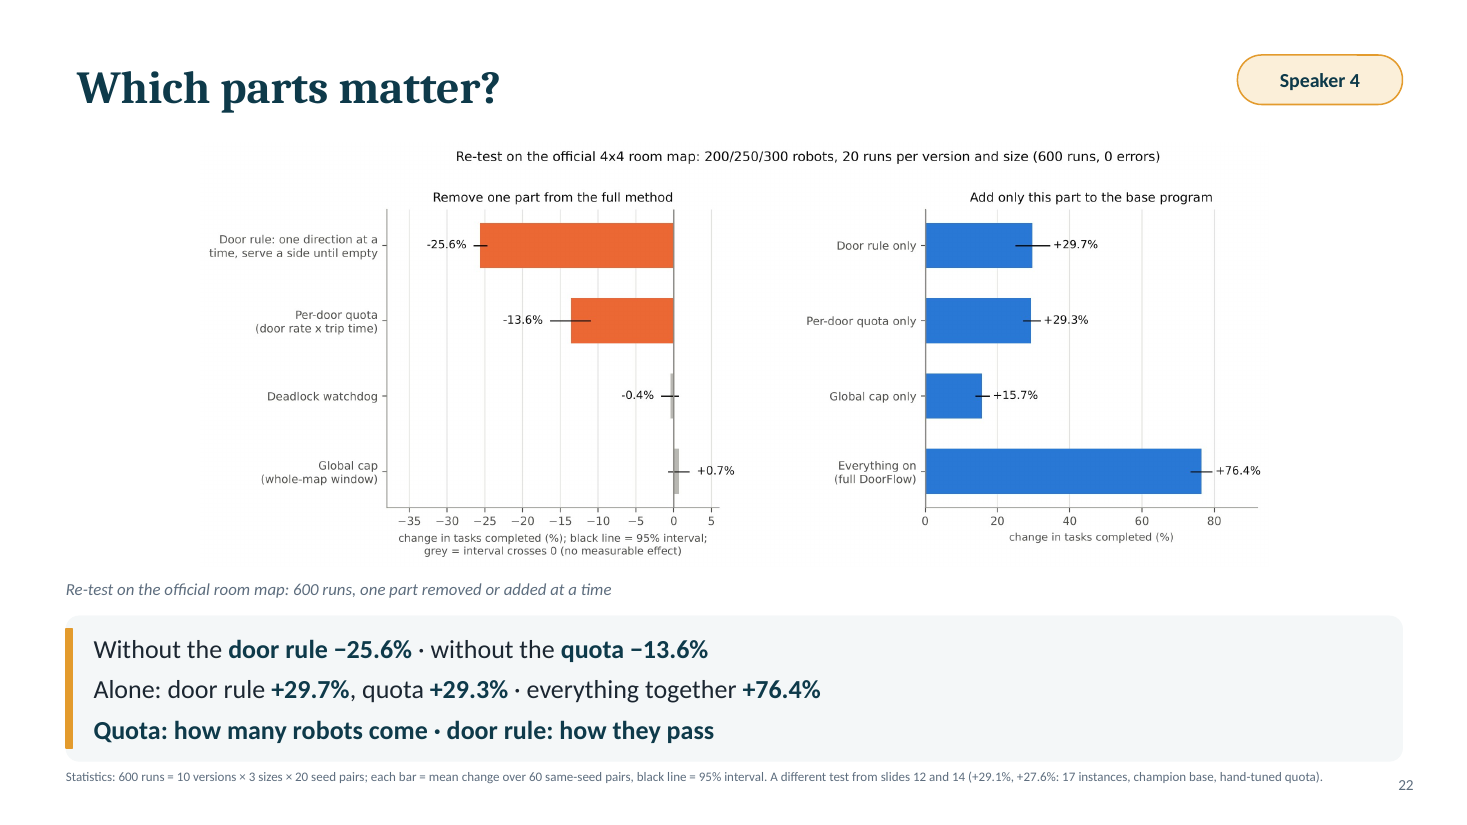 Which parts matter?
Speaker 4
Re-test on the official 4x4 room map: 200/250/300 robots, 20 runs per version and size (600 runs, 0 errors)
Remove one part from the full method
Door rule: one direction at a
time, serve a side until empty
-25.6%
Per-door quota
(door rate x trip time)
-13.6%
Deadlock watchdog
-0.4%
Global cap
(whole-map window)
+0.7%
−35 −30 −25 −20 −15 −10 −5 0 5
change in tasks completed (%); black line = 95% interval;
grey = interval crosses 0 (no measurable effect)
Add only this part to the base program
Door rule only
+29.7%
Per-door quota only
+29.3%
Global cap only
+15.7%
Everything on
(full DoorFlow)
+76.4%
0 20 40 60 80
change in tasks completed (%)
Re-test on the official room map: 600 runs, one part removed or added at a time
Without the door rule −25.6% · without the quota −13.6%
Alone: door rule +29.7%, quota +29.3% · everything together +76.4%
Quota: how many robots come · door rule: how they pass
Statistics: 600 runs = 10 versions × 3 sizes × 20 seed pairs; each bar = mean change over 60 same-seed pairs, black line = 95% interval. A different test from slides 12 and 14 (+29.1%, +27.6%: 17 instances, champion base, hand-tuned quota).
22